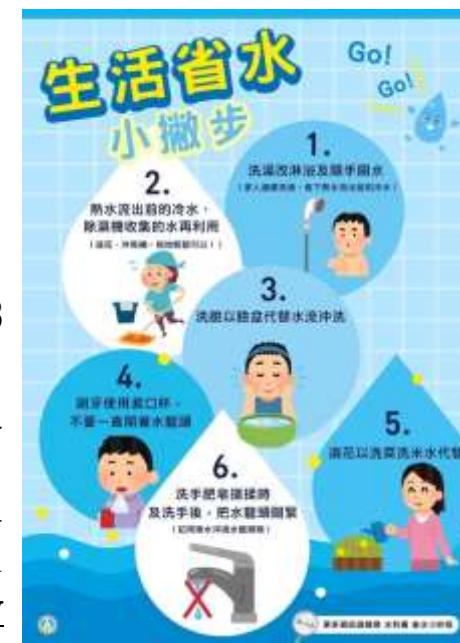 生活省水
小撇步
Go!
Go!
1.
洗澡改淋浴及隨手關水
2.
熱水流出前的冷水，
除濕機收集的水再利用
3.
洗臉以臉盆代替水流沖洗
4.
刷牙使用漱口杯，
不要一直開著水龍頭
5.
澆花以洗菜洗米水代替
6.
洗手肥皂搓揉時
及洗手後，把水龍頭關緊